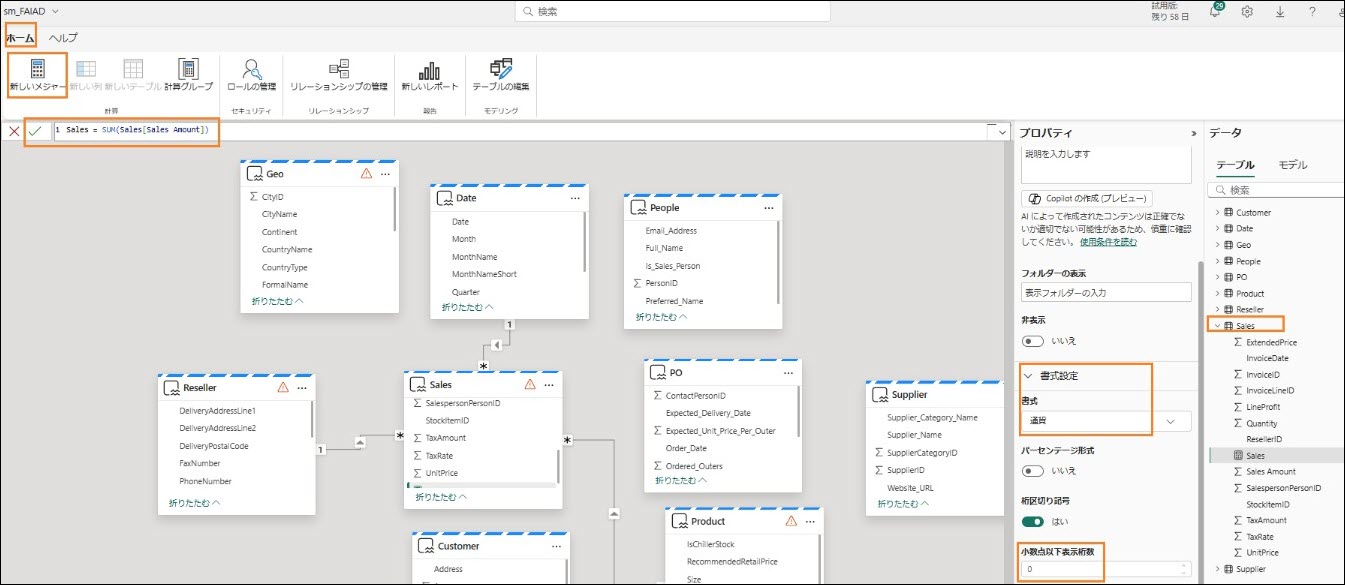 sm_FAIAD
検索
試用版:
残り 58 日
29
ホーム
ヘルプ
新しいメジャー
新しい列
新しいテーブル
計算グループ
ロールの管理
リレーションシップの管理
新しいレポート
テーブルの編集
計算
セキュリティ
リレーションシップ
報告
モデリング
1 Sales = SUM(Sales[Sales Amount])
Geo
CityID
CityName
Continent
CountryName
CountryType
FormalName
折りたたむ
Date
Date
Month
MonthName
MonthNameShort
Quarter
折りたたむ
People
Email_Address
Full_Name
Is_Sales_Person
PersonID
Preferred_Name
折りたたむ
1
*
Reseller
DeliveryAddressLine1
DeliveryAddressLine2
DeliveryPostalCode
FaxNumber
PhoneNumber
折りたたむ
1
*
Sales
SalespersonPersonID
StockItemID
TaxAmount
TaxRate
UnitPrice
折りたたむ
*
PO
ContactPersonID
Expected_Delivery_Date
Expected_Unit_Price_Per_Outer
Order_Date
Ordered_Outers
折りたたむ
Supplier
Supplier_Category_Name
Supplier_Name
SupplierCategoryID
SupplierID
Website_URL
折りたたむ
Customer
Address
Product
IsChillerStock
RecommendedRetailPrice
Size
プロパティ
説明を入力します
Copilot の作成 (プレビュー)
AI によって作成されたコンテンツは正確でな
いか適切でない可能性があるため、慎重に確認
してください。 使用条件を読む
フォルダーの表示
表示フォルダーの入力
非表示
いいえ
書式設定
書式
通貨
パーセンテージ形式
いいえ
桁区切り記号
はい
小数点以下表示桁数
0
データ
テーブル
モデル
検索
Customer
Date
Geo
People
PO
Product
Reseller
Sales
ExtendedPrice
InvoiceDate
InvoiceID
InvoiceLineID
LineProfit
Quantity
ResellerID
Sales
Sales Amount
SalespersonPersonID
StockItemID
TaxAmount
TaxRate
UnitPrice
Supplier